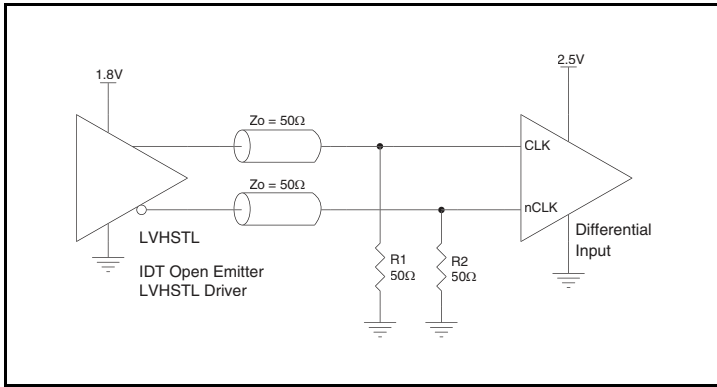 1.8V
2.5V
Zo = 50Ω
CLK
Zo = 50Ω
nCLK
LVHSTL
IDT Open Emitter
LVHSTL Driver
R1
50Ω
R2
50Ω
Differential
Input